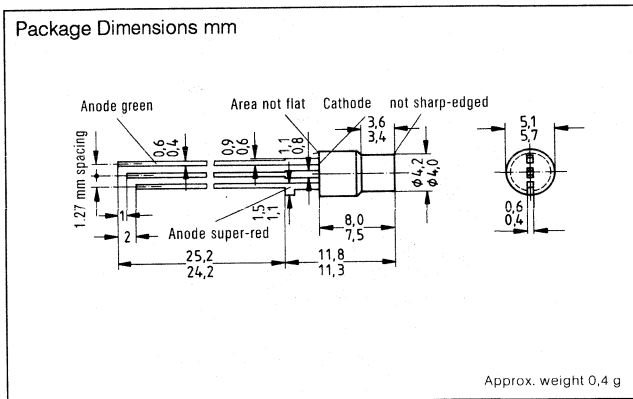 Package Dimensions mm
Anode green
Area not flat
Cathode
not sharp-edged
3,6
3,4
5,1
5,7
0,6
0,4
0,9
0,6
1,1
0,8
ϕ4,2
ϕ4,0
1.27 mm spacing
1
2
Anode super-red
1,5
1,1
8,0
7,5
0,6
0,4
25,2
24,2
11,8
11,3
Approx. weight 0,4 g